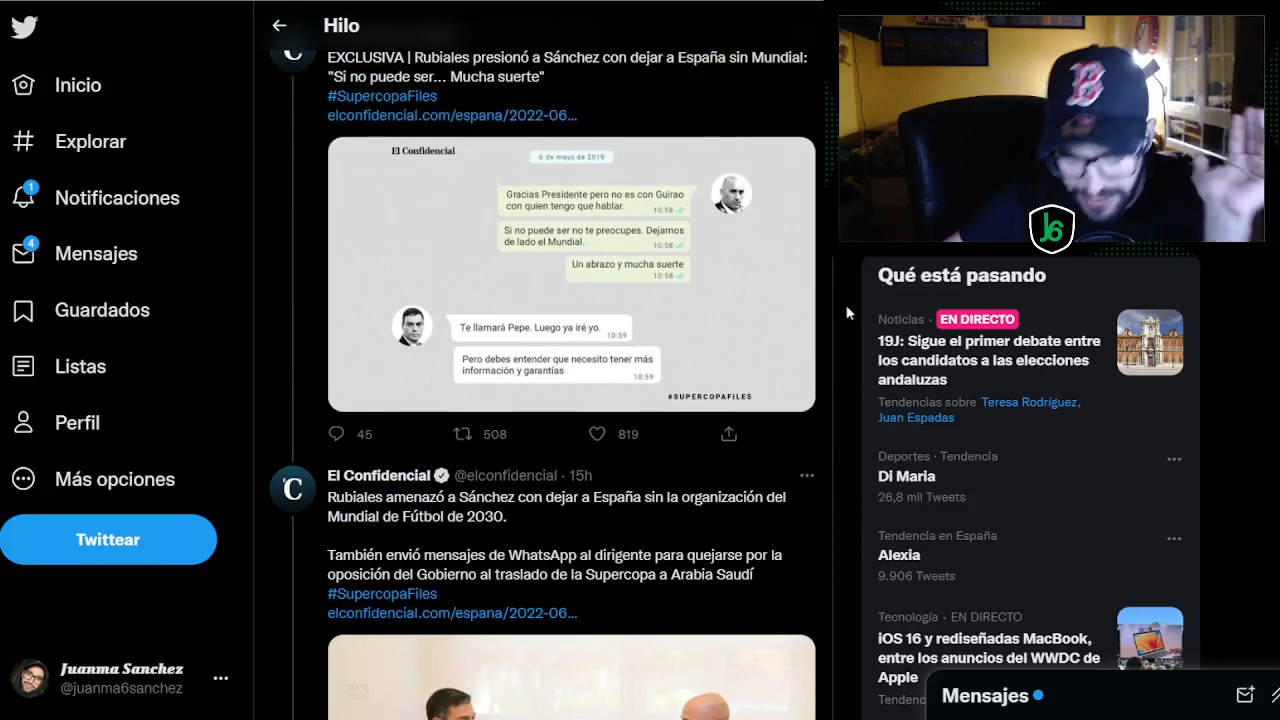 Hilo
Inicio
Explorar
1
Notificaciones
4
Mensajes
Guardados
Listas
Perfil
Más opciones
Twittear
Juanma Sanchez
@juanma6sanchez
C
EXCLUSIVA | Rubiales presionó a Sánchez con dejar a España sin Mundial:
"Si no puede ser... Mucha suerte"
#SupercopaFiles
elconfidencial.com/espana/2022-06...
El Confidencial
6 de mayo de 2019
Gracias Presidente pero no es con Guirao
con quien tengo que hablar.
10:58
Si no puede ser no te preocupes. Dejamos
de lado el Mundial.
10:58
Un abrazo y mucha suerte
10:58
Te llamará Pepe. Luego ya iré yo.
10:59
Pero debes entender que necesito tener más
información y garantías
10:59
#SUPERCOPAFILES
45 508 819
C
El Confidencial @elconfidencial · 15h
Rubiales amenazó a Sánchez con dejar a España sin la organización del
Mundial de Fútbol de 2030.
También envió mensajes de WhatsApp al dirigente para quejarse por la
oposición del Gobierno al traslado de la Supercopa a Arabia Saudí
#SupercopaFiles
elconfidencial.com/espana/2022-06...
B
J6
Qué está pasando
Noticias · EN DIRECTO
19J: Sigue el primer debate entre
los candidatos a las elecciones
andaluzas
Tendencias sobre Teresa Rodríguez,
Juan Espadas
Deportes · Tendencia
Di Maria
26,8 mil Tweets
Tendencia en España
Alexia
9.906 Tweets
Tecnología · EN DIRECTO
iOS 16 y rediseñadas MacBook,
entre los anuncios del WWDC de
Apple
Mensajes